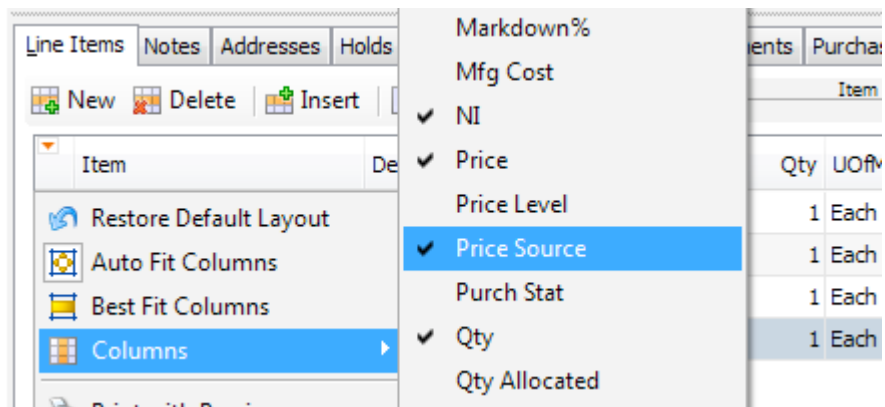 Markdown%
Line Items Notes Addresses Holds ents Purchas
Mfg Cost
New Delete Insert Item
NI
Item De Price Qty UOfM
Restore Default Layout Price Level 1 Each
Auto Fit Columns Price Source 1 Each
Best Fit Columns Purch Stat 1 Each
Columns Qty 1 Each
Qty Allocated